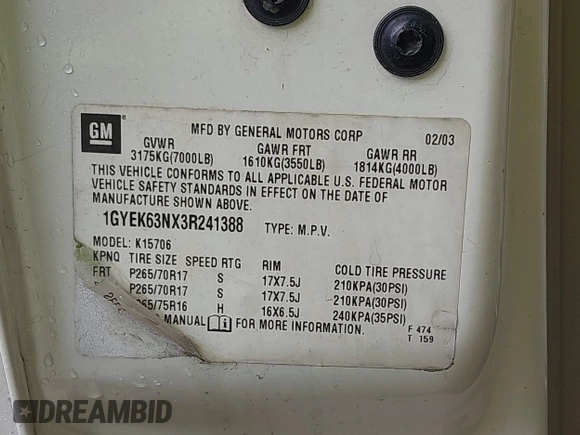 GM
MFD BY GENERAL MOTORS CORP 02/03
GVWR GAWR FRT GAWR RR
3175KG(7000LB) 1610KG(3550LB) 1814KG(4000LB)
THIS VEHICLE CONFORMS TO ALL APPLICABLE U.S. FEDERAL MOTOR
VEHICLE SAFETY STANDARDS IN EFFECT ON THE DATE OF
MANUFACTURE SHOWN ABOVE.
1GYEK63NX3R241388 TYPE: M.P.V.
MODEL: K15706
KPNQ TIRE SIZE SPEED RTG RIM COLD TIRE PRESSURE
FRT P265/70R17 S 17X7.5J 210KPA(30PSI)
P265/70R17 S 17X7.5J 210KPA(30PSI)
265/75R16 H 16X6.5J 240KPA(35PSI)
MANUAL FOR MORE INFORMATION.
F 474
T 159
DREAMBID